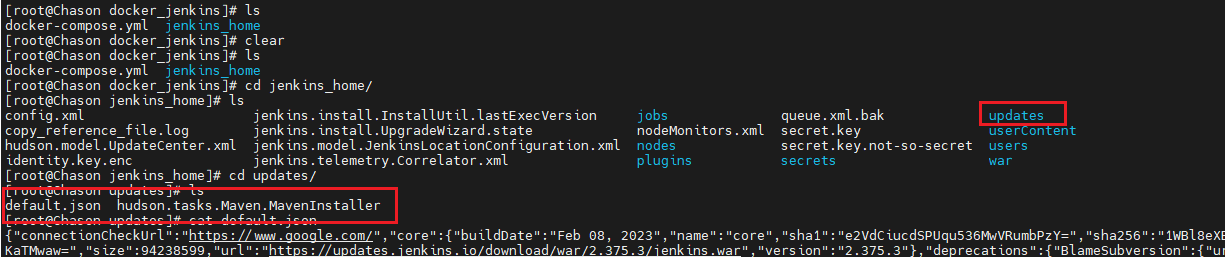 [root@Chason docker_jenkins]# ls
docker-compose.yml  jenkins_home
[root@Chason docker_jenkins]# clear
[root@Chason docker_jenkins]# ls
docker-compose.yml  jenkins_home
[root@Chason docker_jenkins]# cd jenkins_home/
[root@Chason jenkins_home]# ls
config.xml                      jenkins.install.InstallUtil.lastExecVersion     jobs              queue.xml.bak             updates
copy_reference_file.log         jenkins.install.UpgradeWizard.state             nodeMonitors.xml  secret.key                userContent
hudson.model.UpdateCenter.xml   jenkins.model.JenkinsLocationConfiguration.xml  nodes             secret.key.not-so-secret  users
identity.key.enc                jenkins.telemetry.Correlator.xml                plugins           secrets                   war
[root@Chason jenkins_home]# cd updates/
[root@Chason updates]# ls
default.json  hudson.tasks.Maven.MavenInstaller
[root@Chason updates]# cat default.json
{"connectionCheckUrl":"https://www.google.com/","core":{"buildDate":"Feb 08, 2023","name":"core","sha1":"e2VdCiucdSPUqu536MwVRumbPzY=","sha256":"1WBl8eXE
KaTMwaw=","size":94238599,"url":"https://updates.jenkins.io/download/war/2.375.3/jenkins.war","version":"2.375.3"},"deprecations":{"BlameSubversion":{"ur